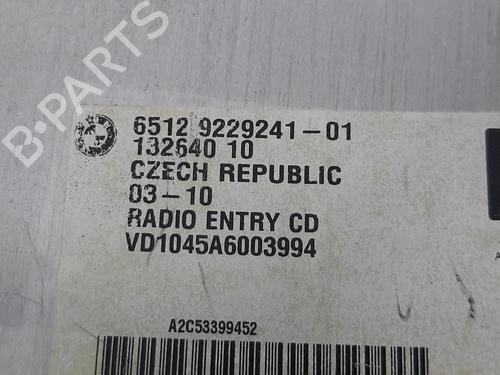 B-PARTS
6512 9229241-01
132640 10
CZECH REPUBLIC
03-10
RADIO ENTRY CD
VD1045A6003994
A2C53399452